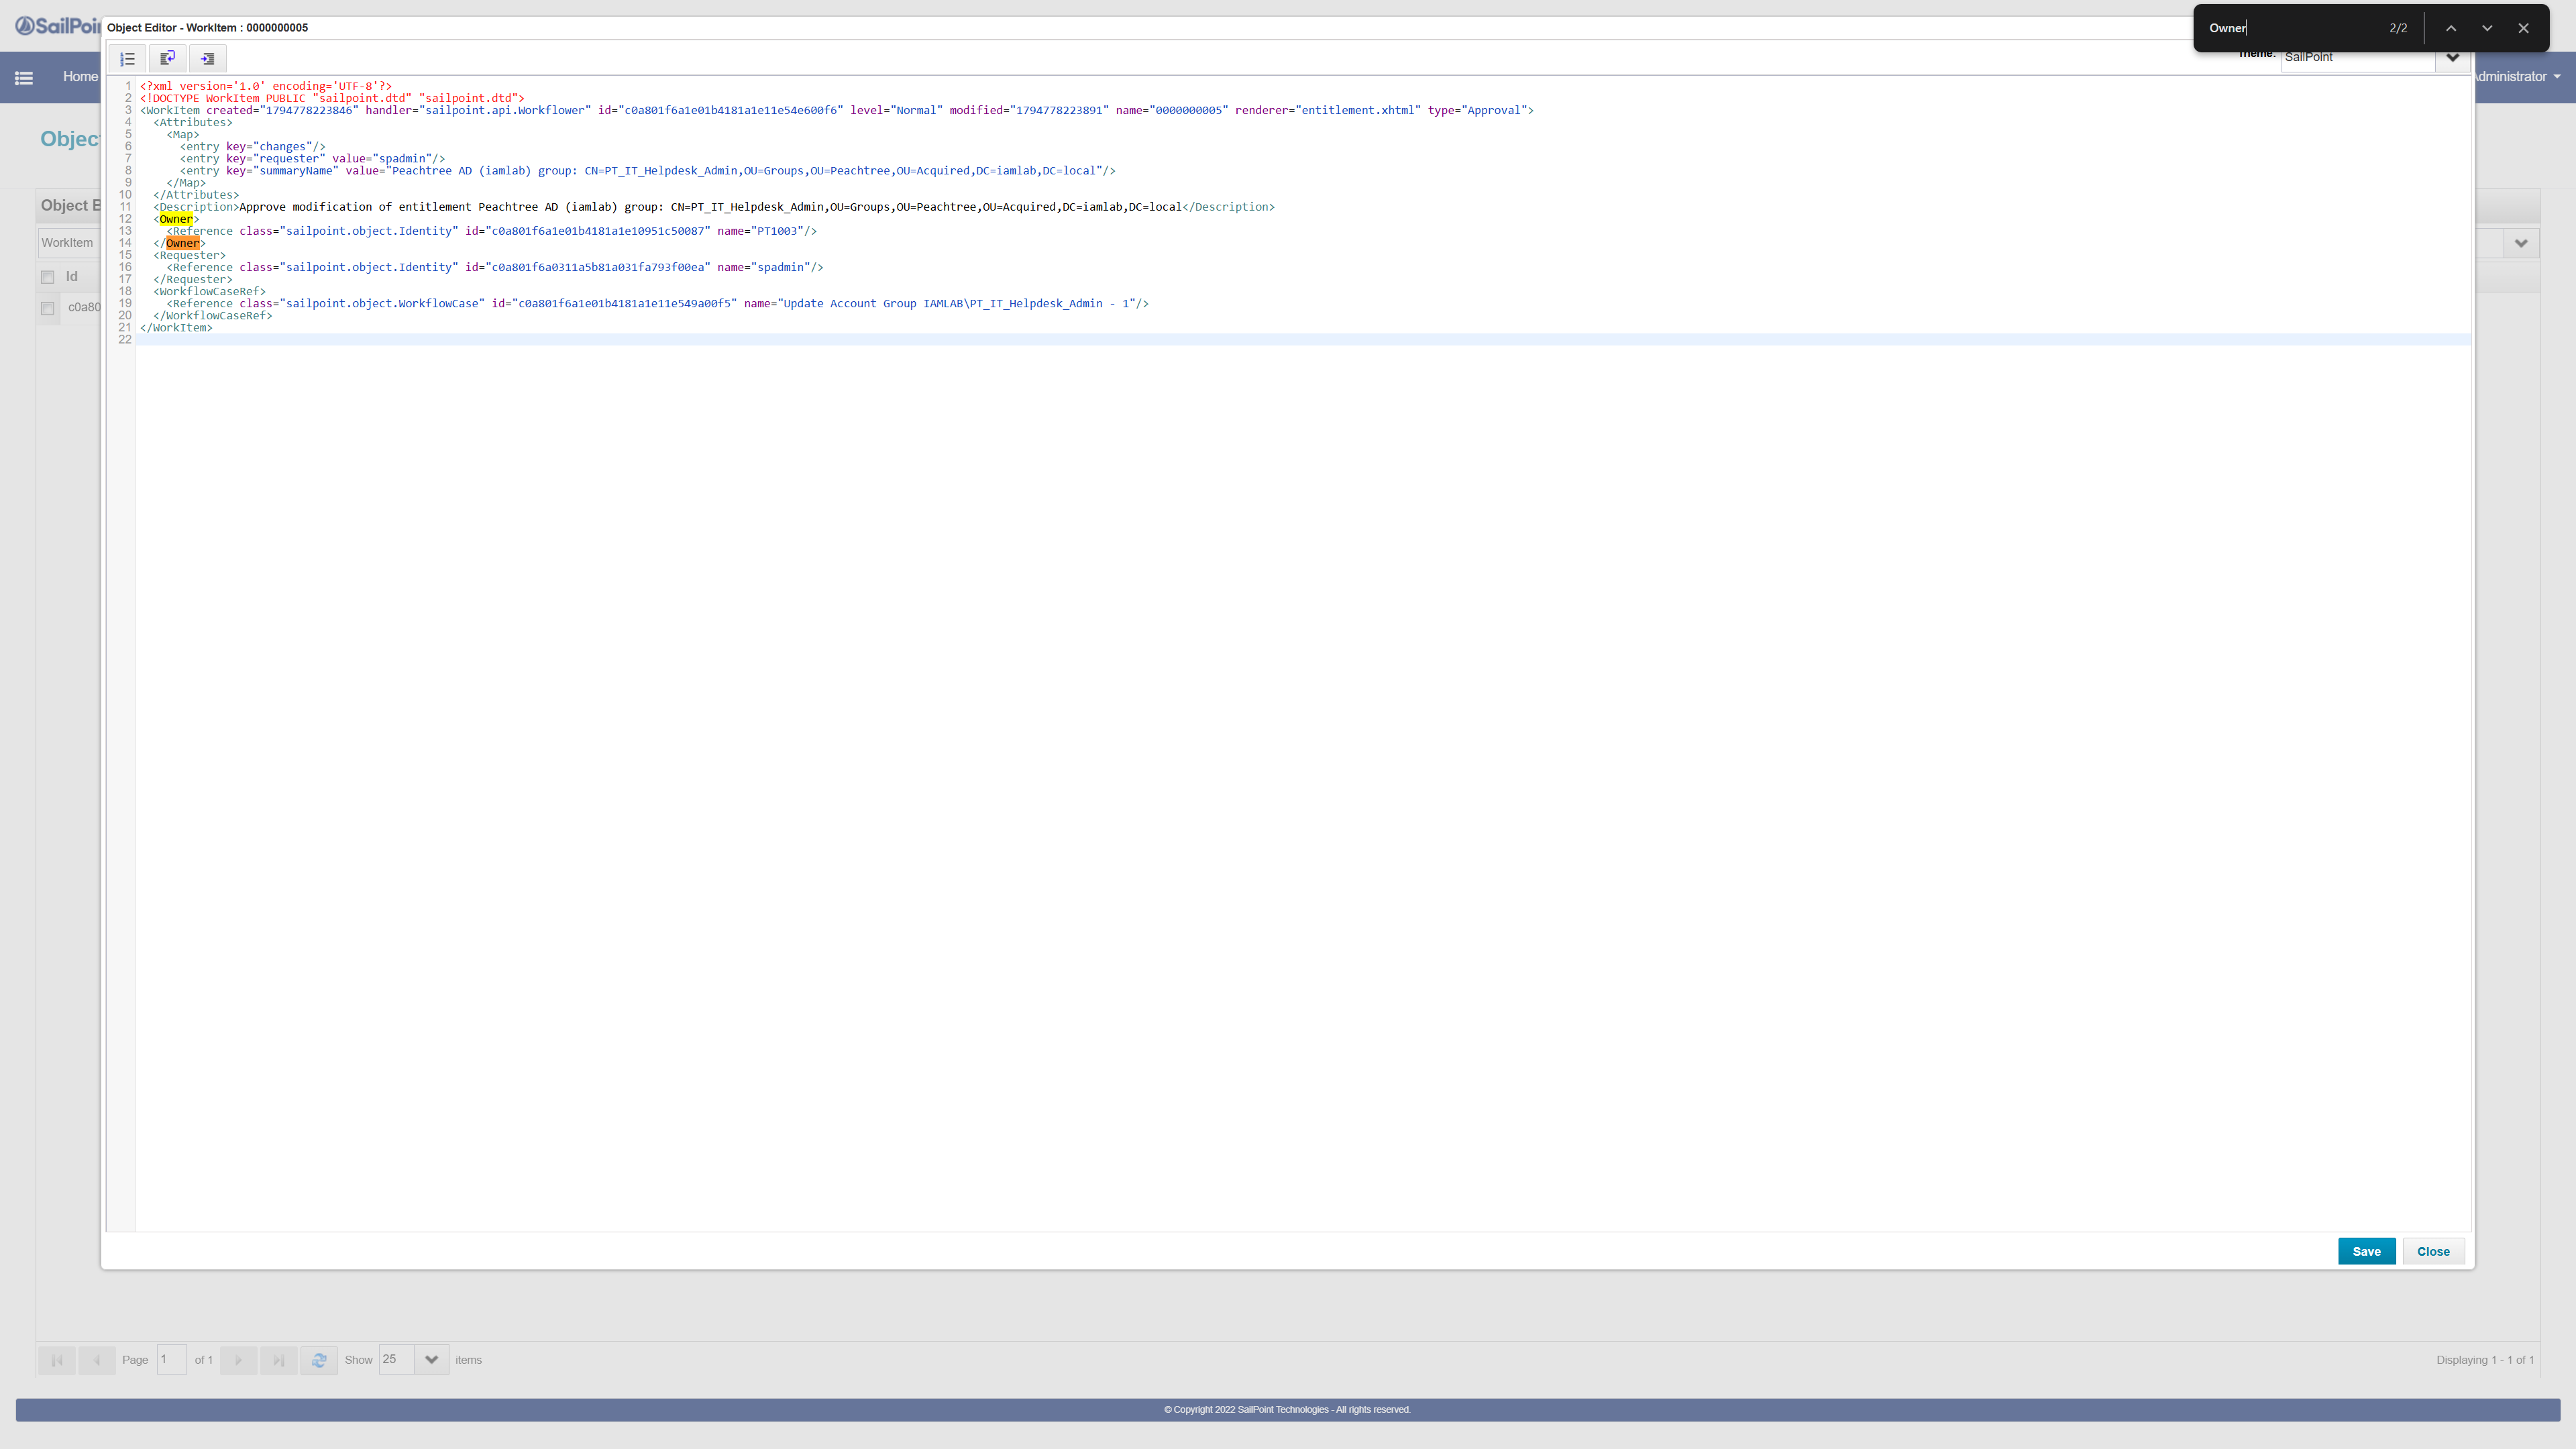 SailPoi
Object Editor - WorkItem : 0000000005
Owner
2/2
Theme:
SailPoint
Home
dministrator
Objec
1 <?xml version='1.0' encoding='UTF-8'?>
2 <!DOCTYPE WorkItem PUBLIC "sailpoint.dtd" "sailpoint.dtd">
3 <WorkItem created="1794778223846" handler="sailpoint.api.Workflower" id="c0a801f6a1e01b4181a1e11e54e600f6" level="Normal" modified="1794778223891" name="0000000005" renderer="entitlement.xhtml" type="Approval">
4 <Attributes>
5 <Map>
6 <entry key="changes"/>
7 <entry key="requester" value="spadmin"/>
8 <entry key="summaryName" value="Peachtree AD (iamlab) group: CN=PT_IT_Helpdesk_Admin,OU=Groups,OU=Peachtree,OU=Acquired,DC=iamlab,DC=local"/>
9 </Map>
10 </Attributes>
11 <Description>Approve modification of entitlement Peachtree AD (iamlab) group: CN=PT_IT_Helpdesk_Admin,OU=Groups,OU=Peachtree,OU=Acquired,DC=iamlab,DC=local</Description>
12 <Owner>
13 <Reference class="sailpoint.object.Identity" id="c0a801f6a1e01b4181a1e10951c50087" name="PT1003"/>
14 </Owner>
15 <Requester>
16 <Reference class="sailpoint.object.Identity" id="c0a801f6a0311a5b81a031fa793f00ea" name="spadmin"/>
17 </Requester>
18 <WorkflowCaseRef>
19 <Reference class="sailpoint.object.WorkflowCase" id="c0a801f6a1e01b4181a1e11e549a00f5" name="Update Account Group IAMLAB\PT_IT_Helpdesk_Admin - 1"/>
20 </WorkflowCaseRef>
21 </WorkItem>
22
Object E
WorkItem
Id
c0a80
Save
Close
Page
1
of 1
Show
25
items
Displaying 1 - 1 of 1
© Copyright 2022 SailPoint Technologies - All rights reserved.